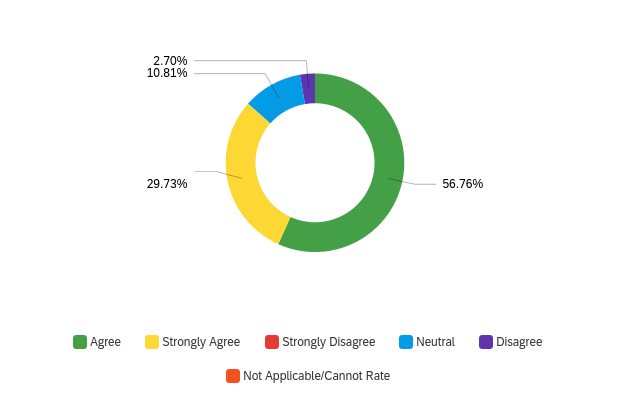 2.70%
10.81%
29.73%
56.76%
Agree
Strongly Agree
Strongly Disagree
Neutral
Disagree
Not Applicable/Cannot Rate